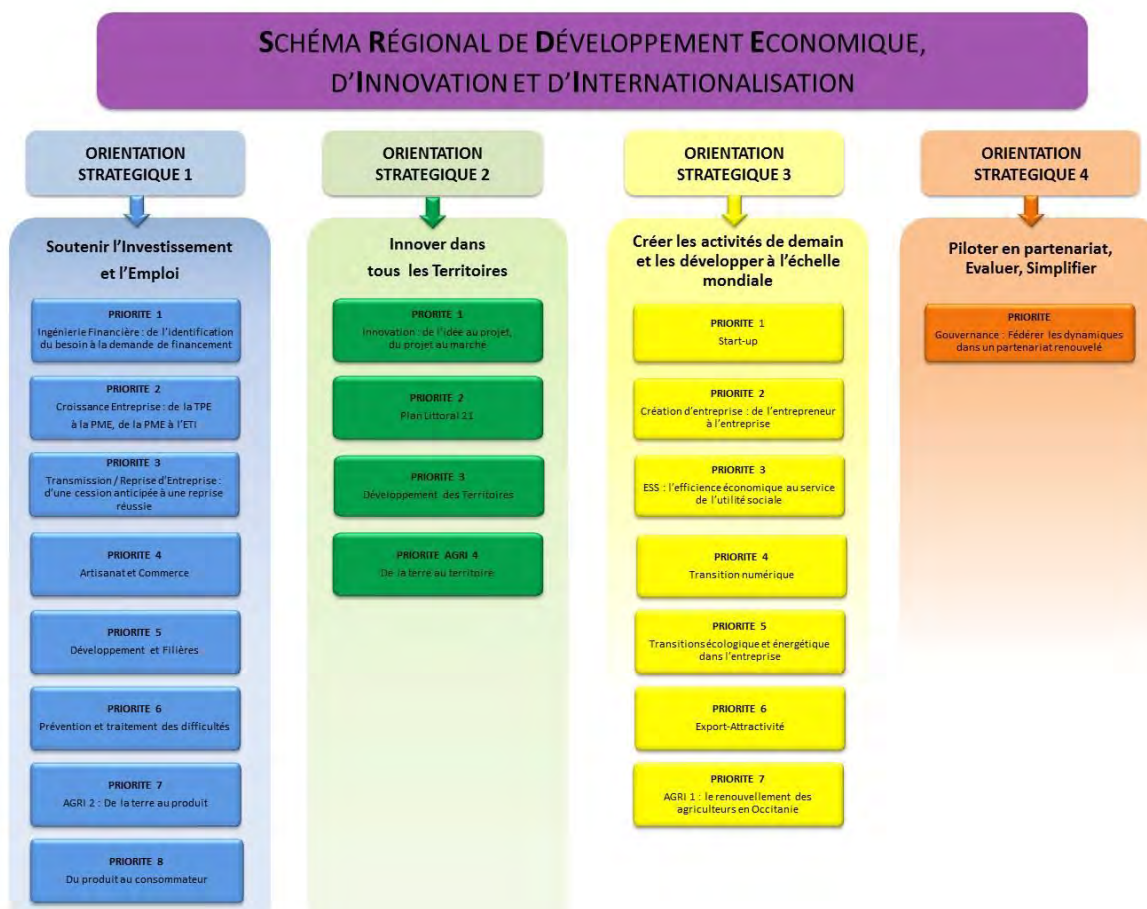 SCHÉMA RÉGIONAL DE DÉVELOPPEMENT ECONOMIQUE,
D'INNOVATION ET D'INTERNATIONALISATION
ORIENTATION
STRATEGIQUE 1
Soutenir l'Investissement
et l'Emploi
PRIORITE 1
Ingénierie Financière : de l'identification
du besoin à la demande de financement
PRIORITE 2
Croissance Entreprise : de la TPE
à la PME, de la PME à l'ETI
PRIORITE 3
Transmission / Reprise d'Entreprise :
d'une cession anticipée à une reprise
réussie
PRIORITE 4
Artisanat et Commerce
PRIORITE 5
Développement et Filières
PRIORITE 6
Prévention et traitement des difficultés
PRIORITE 7
AGRI 2 : De la terre au produit
PRIORITE 8
Du produit au consommateur
ORIENTATION
STRATEGIQUE 2
Innover dans
tous les Territoires
PRIORITE 1
Innovation : de l'idée au projet,
du projet au marché
PRIORITE 2
Plan Littoral 21
PRIORITE 3
Développement des Territoires
PRIORITE AGRI 4
De la terre au territoire
ORIENTATION
STRATEGIQUE 3
Créer les activités de demain
et les développer à l'échelle
mondiale
PRIORITE 1
Start-up
PRIORITE 2
Création d'entreprise : de l'entrepreneur
à l'entreprise
PRIORITE 3
ESS : l'efficience économique au service
de l'utilité sociale
PRIORITE 4
Transition numérique
PRIORITE 5
Transitions écologique et énergétique
dans l'entreprise
PRIORITE 6
Export-Attractivité
PRIORITE 7
AGRI 1 : le renouvellement des
agriculteurs en Occitanie
ORIENTATION
STRATEGIQUE 4
Piloter en partenariat,
Evaluer, Simplifier
PRIORITE
Gouvernance : Fédérer les dynamiques
dans un partenariat renouvelé